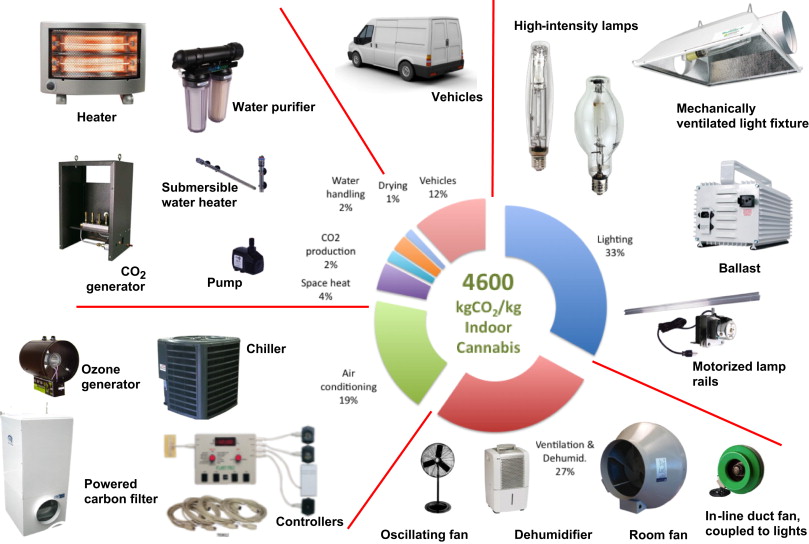 High-intensity lamps
Heater
Water purifier
Vehicles
Mechanically
ventilated light fixture
Submersible
water heater
CO2
generator
Pump
Ballast
Motorized lamp
rails
Water
handling
2%
Drying
1%
Vehicles
12%
CO2
production
2%
Space heat
4%
Air
conditioning
19%
Lighting
33%
Ventilation &
Dehumid.
27%
4600
kgCO2/kg
Indoor
Cannabis
Ozone
generator
Chiller
Powered
carbon filter
Controllers
Oscillating fan
Dehumidifier
Room fan
In-line duct fan,
coupled to lights